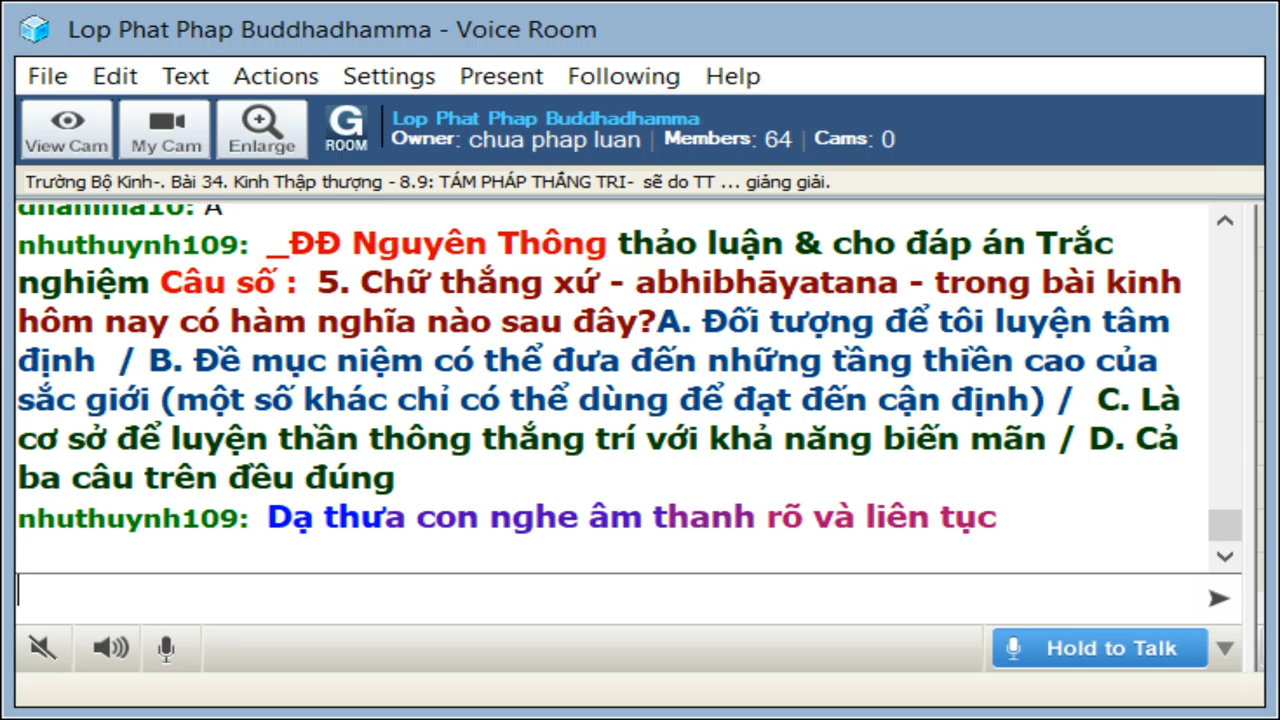 Lop Phat Phap Buddhadhamma - Voice Room
File Edit Text Actions Settings Present Following Help
View Cam My Cam Enlarge G ROOM
Lop Phat Phap Buddhadhamma
Owner: chua phap luan | Members: 64 | Cams: 0
Trường Bộ Kinh-. Bài 34. Kinh Thập thượng - 8.9: TÁM PHÁP THẮNG TRI- sẽ do TT ... giảng giải.
dhamma10: A
nhuthuynh109: _ĐĐ Nguyên Thông thảo luận & cho đáp án Trắc
nghiệm Câu số : 5. Chữ thắng xứ - abhibhāyatana - trong bài kinh
hôm nay có hàm nghĩa nào sau đây?A. Đối tượng để tôi luyện tâm
định / B. Đề mục niệm có thể đưa đến những tầng thiền cao của
sắc giới (một số khác chỉ có thể dùng để đạt đến cận định) / C. Là
cơ sở để luyện thần thông thắng trí với khả năng biến mãn / D. Cả
ba câu trên đều đúng
nhuthuynh109: Dạ thưa con nghe âm thanh rõ và liên tục
Hold to Talk